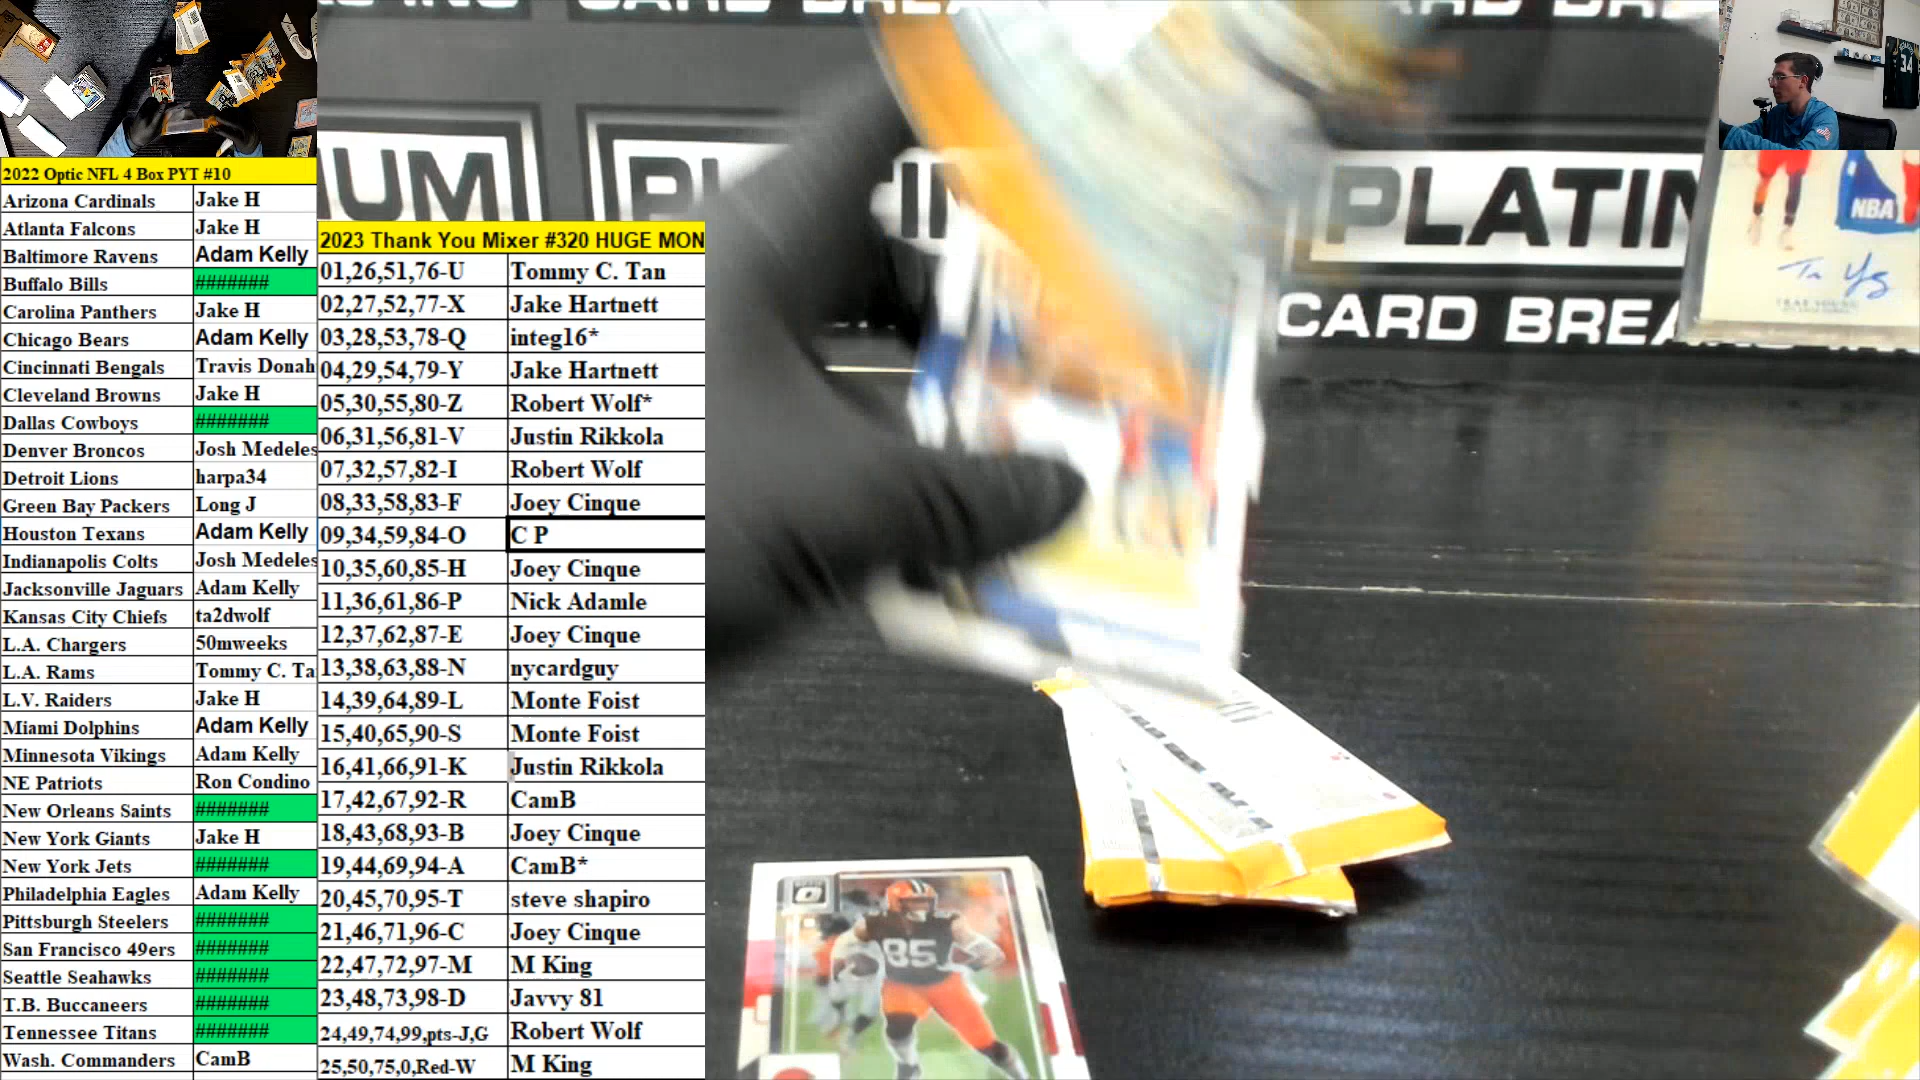 CARD BREA
2022 Optic NFL 4 Box PYT #10
Arizona Cardinals Jake H
Atlanta Falcons Jake H
Baltimore Ravens Adam Kelly
Buffalo Bills #######
Carolina Panthers Jake H
Chicago Bears Adam Kelly
Cincinnati Bengals Travis Donah
Cleveland Browns Jake H
Dallas Cowboys #######
Denver Broncos Josh Medeles
Detroit Lions harpa34
Green Bay Packers Long J
Houston Texans Adam Kelly
Indianapolis Colts Josh Medeles
Jacksonville Jaguars Adam Kelly
Kansas City Chiefs ta2dwolf
L.A. Chargers 50mweeks
L.A. Rams Tommy C. Ta
L.V. Raiders Jake H
Miami Dolphins Adam Kelly
Minnesota Vikings Adam Kelly
NE Patriots Ron Condino
New Orleans Saints #######
New York Giants Jake H
New York Jets #######
Philadelphia Eagles Adam Kelly
Pittsburgh Steelers #######
San Francisco 49ers #######
Seattle Seahawks #######
T.B. Buccaneers #######
Tennessee Titans #######
Wash. Commanders CamB
2023 Thank You Mixer #320 HUGE MON
01,26,51,76-U Tommy C. Tan
02,27,52,77-X Jake Hartnett
03,28,53,78-Q integ16*
04,29,54,79-Y Jake Hartnett
05,30,55,80-Z Robert Wolf*
06,31,56,81-V Justin Rikkola
07,32,57,82-I Robert Wolf
08,33,58,83-F Joey Cinque
09,34,59,84-O C P
10,35,60,85-H Joey Cinque
11,36,61,86-P Nick Adamle
12,37,62,87-E Joey Cinque
13,38,63,88-N nycardguy
14,39,64,89-L Monte Foist
15,40,65,90-S Monte Foist
16,41,66,91-K Justin Rikkola
17,42,67,92-R CamB
18,43,68,93-B Joey Cinque
19,44,69,94-A CamB*
20,45,70,95-T steve shapiro
21,46,71,96-C Joey Cinque
22,47,72,97-M M King
23,48,73,98-D Javvy 81
24,49,74,99,pts-J,G Robert Wolf
25,50,75,0,Red-W M King
IUM
PL
IN
PLATIN
CARD BREA
34
NBA
TRAE YOUNG
85